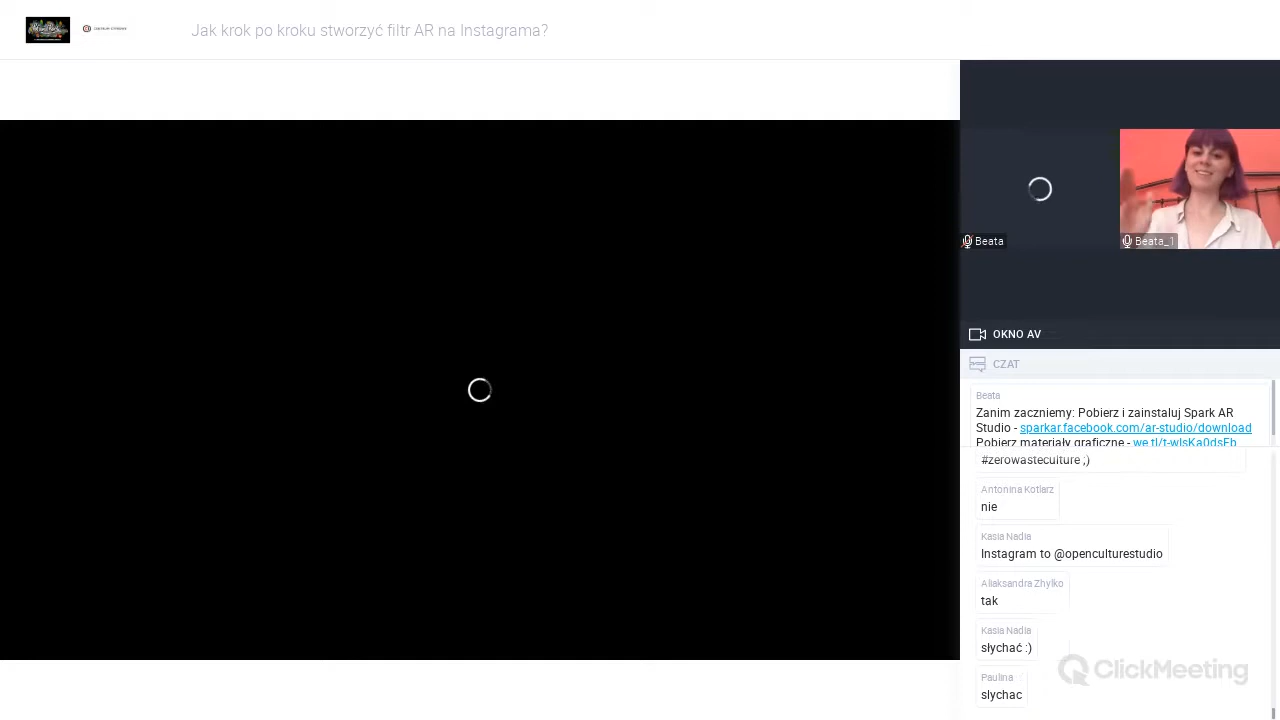 Jak krok po kroku stworzyć filtr AR na Instagrama?
Beata
Beata_1
OKNO AV
CZAT
Beata
Zanim zaczniemy: Pobierz i zainstaluj Spark AR
Studio - sparkar.facebook.com/ar-studio/download
Pobierz materiały graficzne -
#zerowasteculture ;)
Antonina Kotlarz
nie
Kasia Nadia
Instagram to @openculturestudio
Aliaksandra Zhylko
tak
Kasia Nadia
słychać :)
Paulina
slychac
ClickMeeting